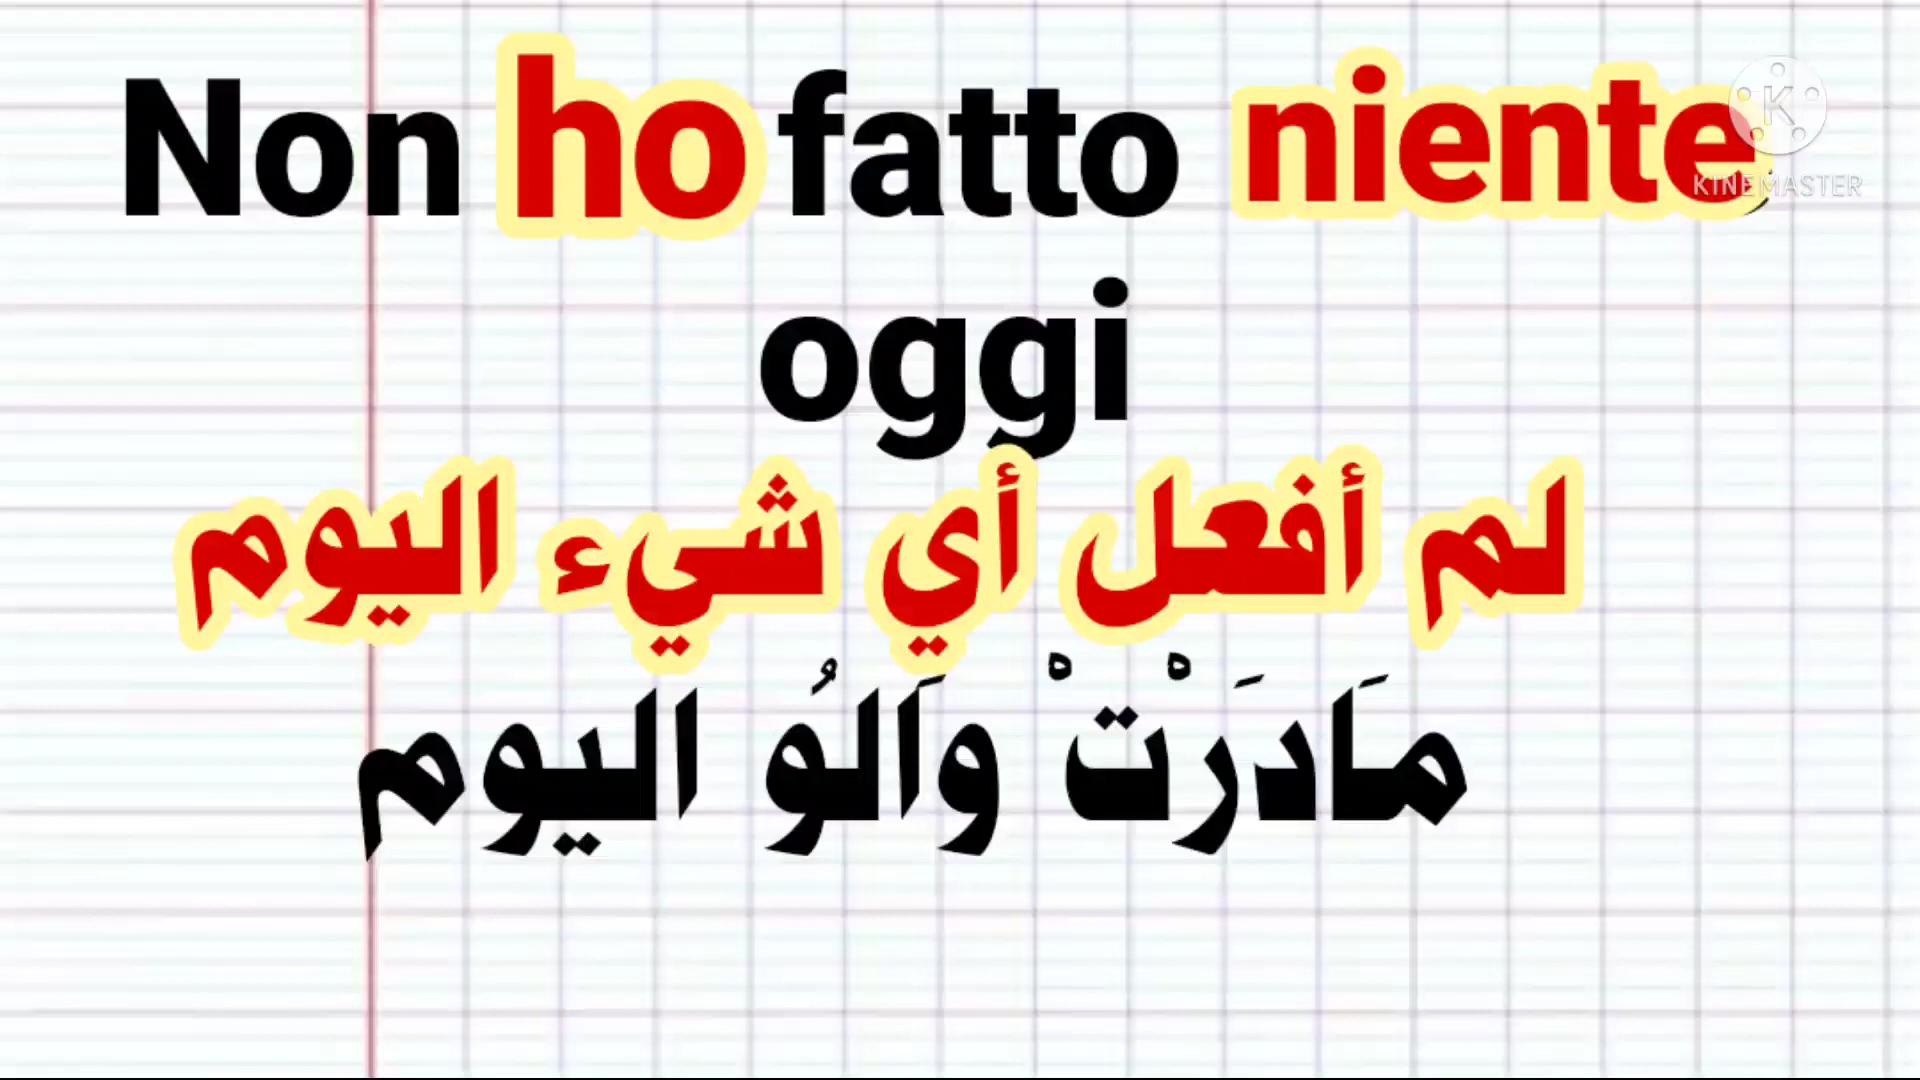 Non ho fatto niente,
oggi
لم أفعل أي شيء اليوم
مَادَرْتْ وَالُو اليوم
KINEMASTER